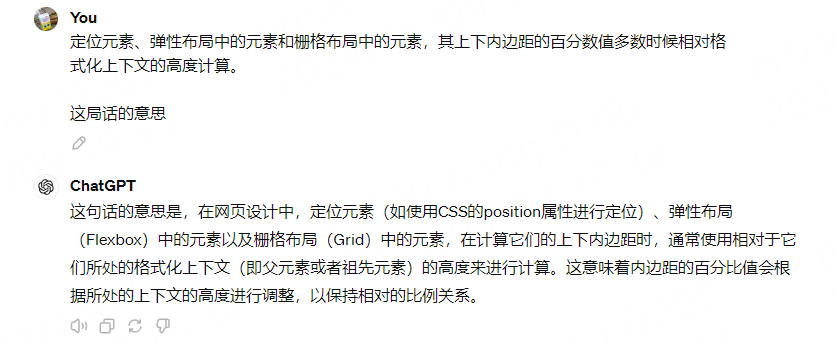 You
定位元素、弹性布局中的元素和栅格布局中的元素，其上下内边距的百分数值多数时候相对格
式化上下文的高度计算。
这局话的意思
ChatGPT
这句话的意思是，在网页设计中，定位元素（如使用CSS的position属性进行定位）、弹性布局
（Flexbox）中的元素以及栅格布局（Grid）中的元素，在计算它们的上下内边距时，通常使用相对于它
们所处的格式化上下文（即父元素或者祖先元素）的高度来进行计算。这意味着内边距的百分比值会根
据所处的上下文的高度进行调整，以保持相对的比例关系。